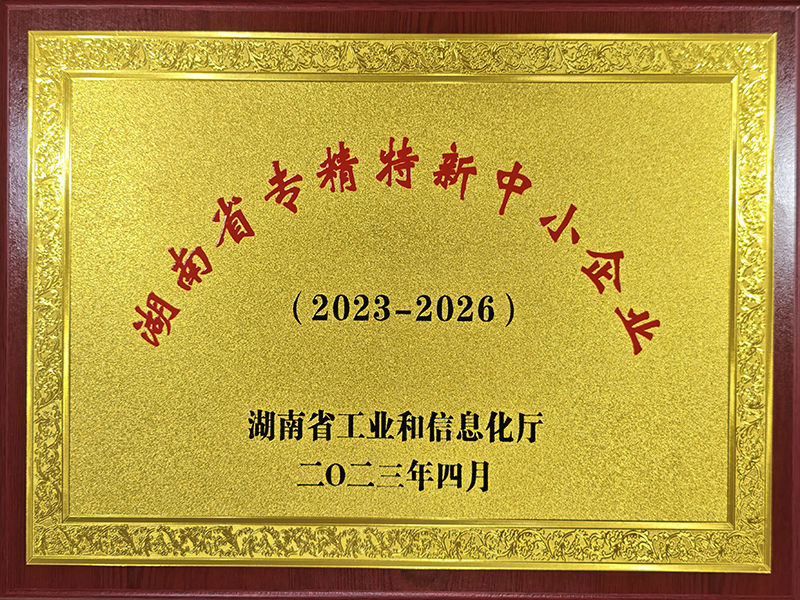 湖南省专精特新中小企业
（2023-2026）
湖南省工业和信息化厅
二〇二三年四月